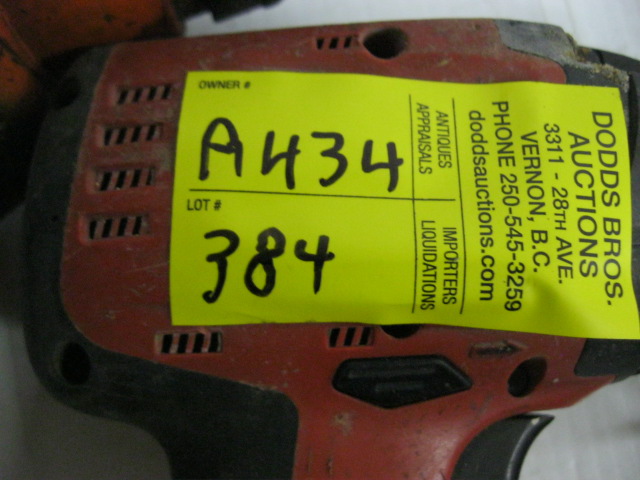 OWNER #
A434
LOT #
384
ANTIQUES
APPRAISALS
IMPORTERS
LIQUIDATIONS
DODDS BROS.
AUCTIONS
3311 - 28TH AVE.
VERNON, B.C.
PHONE 250-545-3259
doddsauctions.com